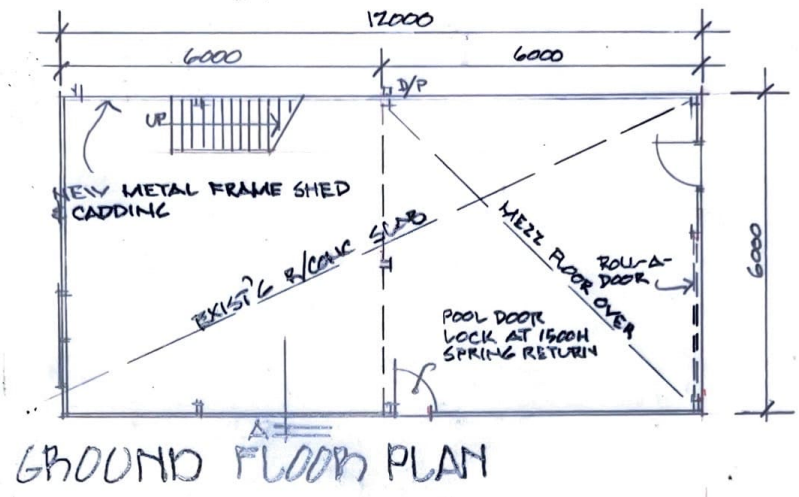 12000
6000
6000
D/P
UP
NEW METAL FRAME SHED
& CADDING
EXIST'G R/CONC SLAB
MEZZ FLOOR OVER
ROLL-A-
DOOR
6000
POOL DOOR
LOCK AT 1500H
SPRING RETURN
A
GROUND FLOOR PLAN